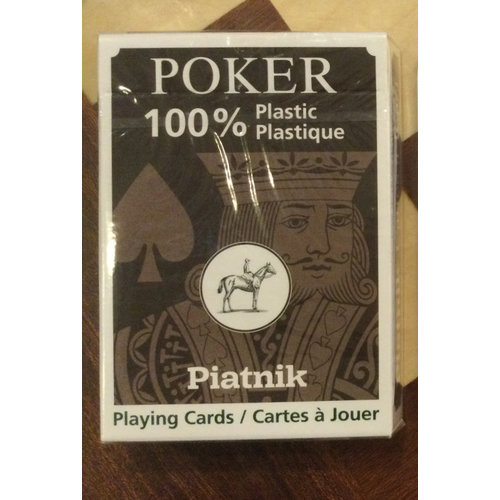 POKER
100% Plastic
Plastique
Piatnik
Playing Cards / Cartes à Jouer